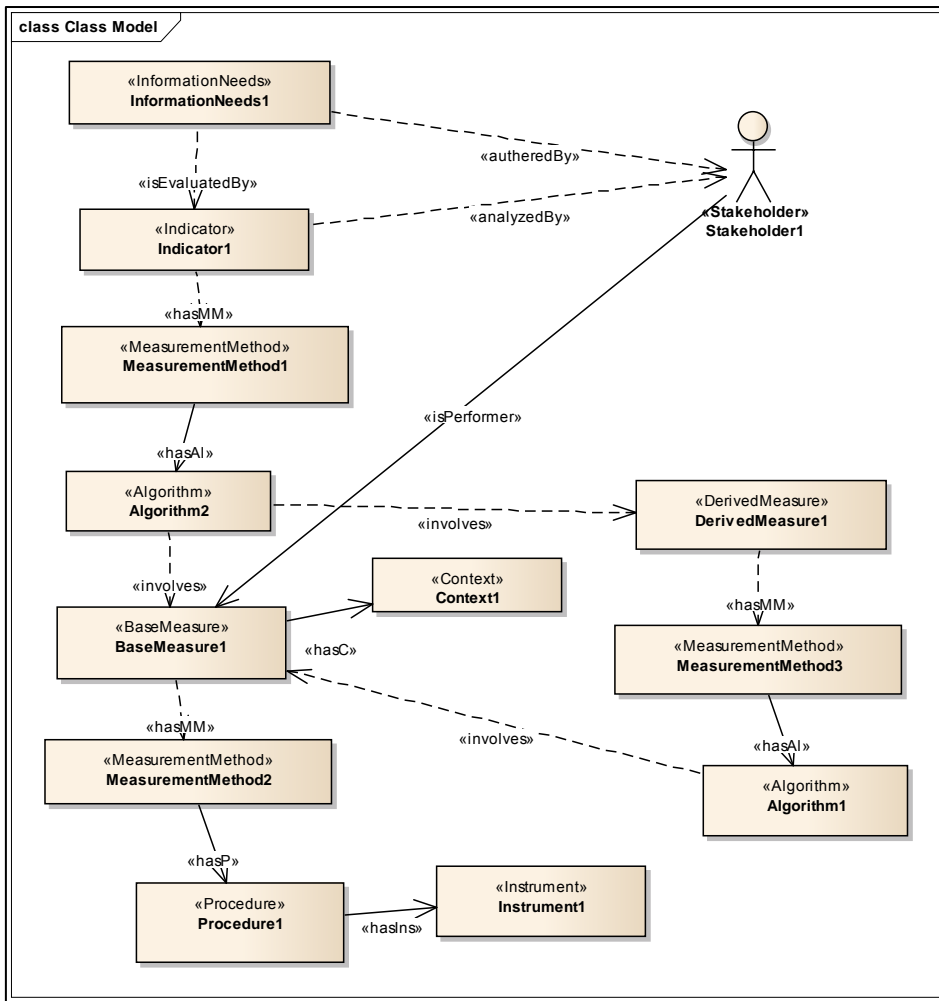 class Class Model
«InformationNeeds»
InformationNeeds1
«autheredBy»
«isEvaluatedBy»
«Stakeholder»
Stakeholder1
«analyzedBy»
«Indicator»
Indicator1
«hasMM»
«MeasurementMethod»
MeasurementMethod1
«isPerformer»
«hasAl»
«Algorithm»
Algorithm2
«involves»
«DerivedMeasure»
DerivedMeasure1
«involves»
«Context»
Context1
«hasMM»
«BaseMeasure»
BaseMeasure1
«hasC»
«MeasurementMethod»
MeasurementMethod3
«hasMM»
«involves»
«hasAl»
«MeasurementMethod»
MeasurementMethod2
«Algorithm»
Algorithm1
«hasP»
«Procedure»
Procedure1
«hasIns»
«Instrument»
Instrument1